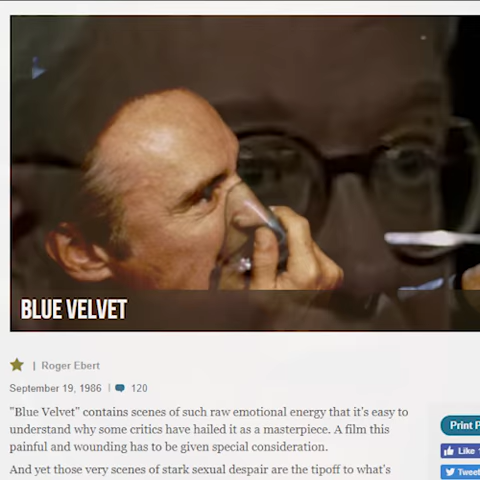 BLUE VELVET
| Roger Ebert
September 19, 1986 | 120
"Blue Velvet" contains scenes of such raw emotional energy that it's easy to
understand why some critics have hailed it as a masterpiece. A film this
painful and wounding has to be given special consideration.
And yet those very scenes of stark sexual despair are the tipoff to what's
Print P
Like
Tweet